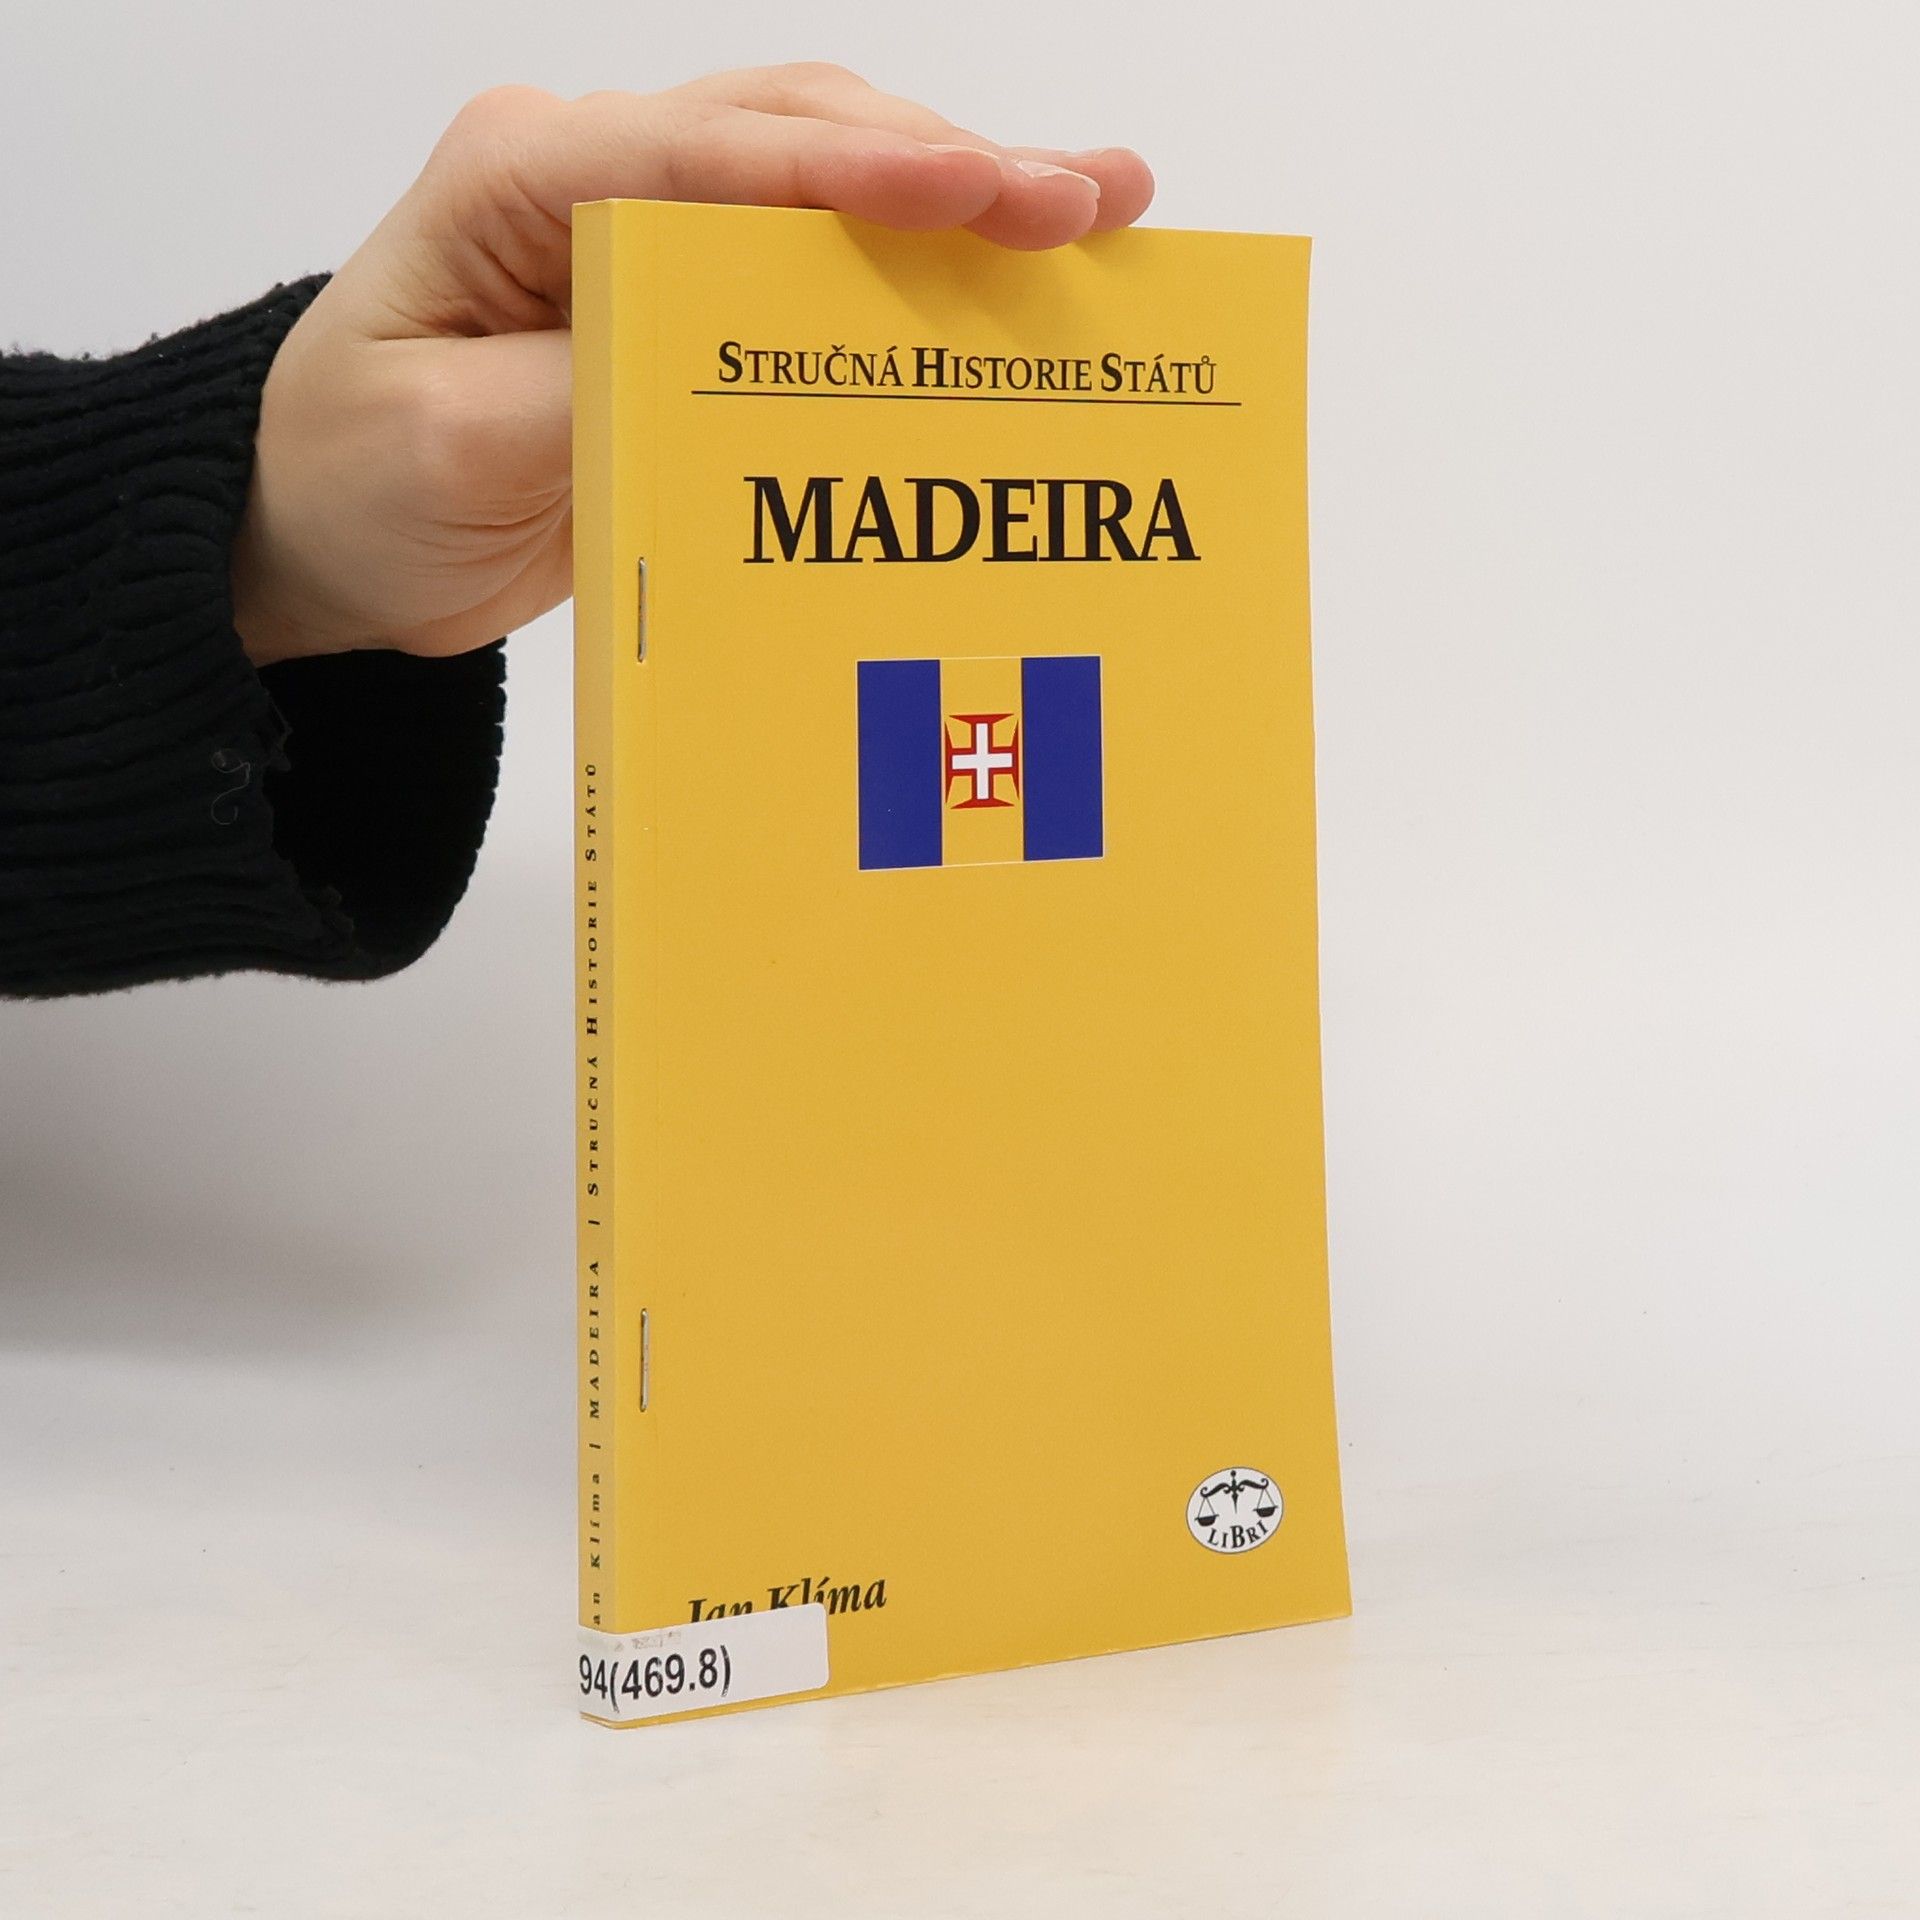 STRUČNÁ HISTORIE STÁTŮ
MADEIRA
LIBRI
Jan Klíma
94(469.8)
an Klíma | MADEIRA | STRUČNÁ HISTORIE STÁTŮ